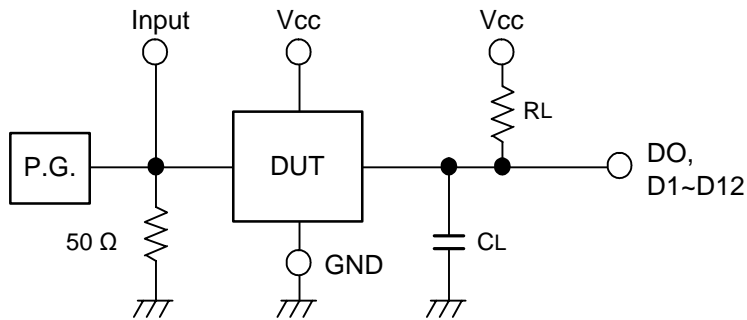 Input
Vcc
Vcc
RL
P.G.
DUT
DO,
D1~D12
50 Ω
GND
CL